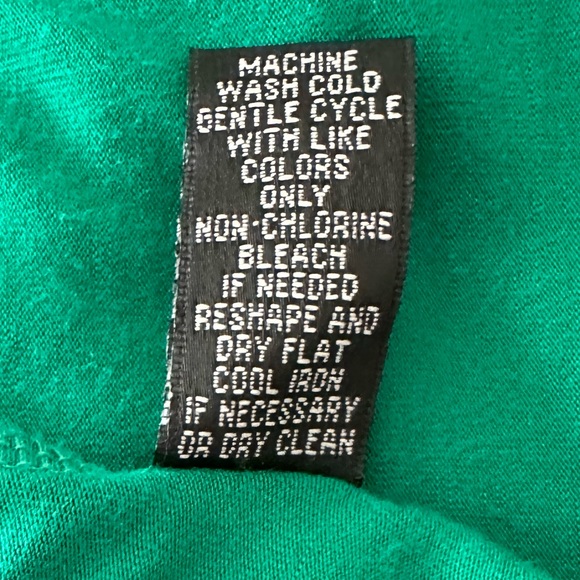 MACHINE
WASH COLD
GENTLE CYCLE
WITH LIKE
COLORS
ONLY
NON-CHLORINE
BLEACH
IF NEEDED
RESHAPE AND
DRY FLAT
COOL IRON
IF NECESSARY
OR DRY CLEAN